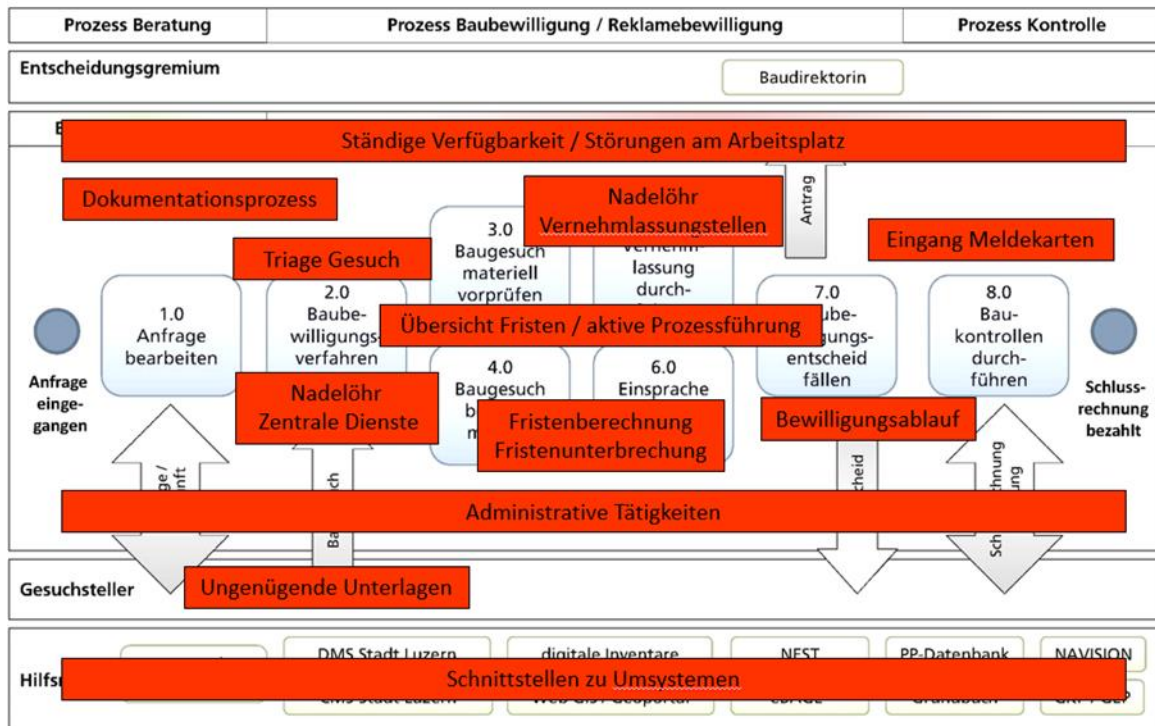 Prozess Beratung
Prozess Baubewilligung / Reklamebewilligung
Prozess Kontrolle
Entscheidungsgremium
Baudirektorin
Ständige Verfügbarkeit / Störungen am Arbeitsplatz
Dokumentationsprozess
Nadelöhr
Vernehmlassungstellen
Antrag
Eingang Meldekarten
Triage Gesuch
3.0
Baugesuch
materiell
vorprüfen
lassung
durch-
1.0
Anfrage
bearbeiten
2.0
Baube-
willigungs-
verfahren
Übersicht Fristen / aktive Prozessführung
7.0
entscheid
fällen
8.0
Bau-
kontrollen
durch-
führen
Anfrage
einge-
gangen
Schluss-
rechnung
bezahlt
4.0
Baugesuch
6.0
Einsprache
Nadelöhr
Zentrale Dienste
Fristenberechnung
Fristenunterbrechung
Bewilligungsablauf
Administrative Tätigkeiten
Gesuchsteller
Ungenügende Unterlagen
DMS Stadt Luzern
digitale Inventare
NEST
PP-Datenbank
NAVISION
Schnittstellen zu Umsystemen